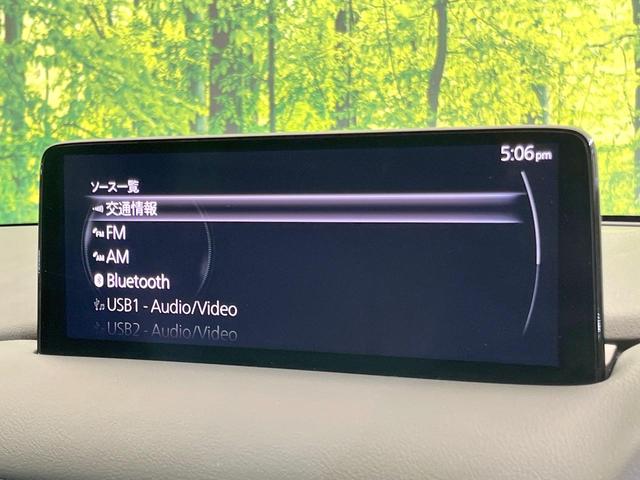 5:06pm
ソース一覧
交通情報
FM
AM
Bluetooth
USB1 - Audio/Video
USB2 - Audio/Video